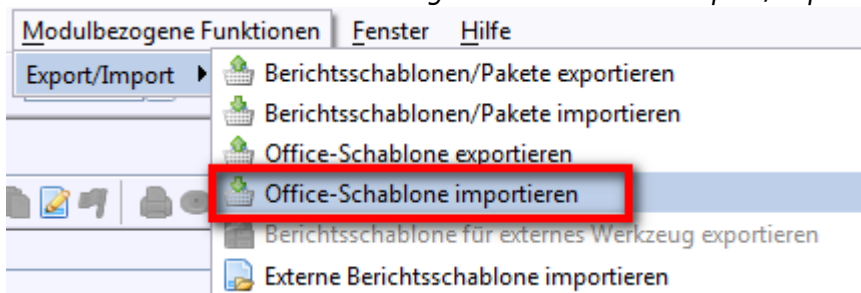 Modulbezogene Funktionen Fenster Hilfe
Export/Import Berichtsschablonen/Pakete exportieren
Berichtsschablonen/Pakete importieren
Office-Schablone exportieren
Office-Schablone importieren
Berichtsschablone für externes Werkzeug exportieren
Externe Berichtsschablone importieren